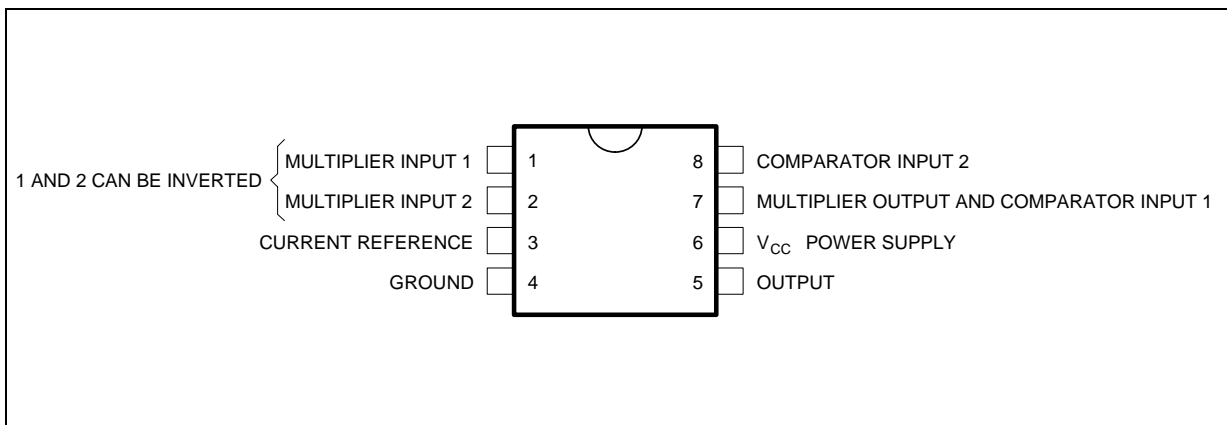 1 AND 2 CAN BE INVERTED
MULTIPLIER INPUT 1
1
8
COMPARATOR INPUT 2
MULTIPLIER INPUT 2
2
7
MULTIPLIER OUTPUT AND COMPARATOR INPUT 1
CURRENT REFERENCE
3
6
VCC POWER SUPPLY
GROUND
4
5
OUTPUT